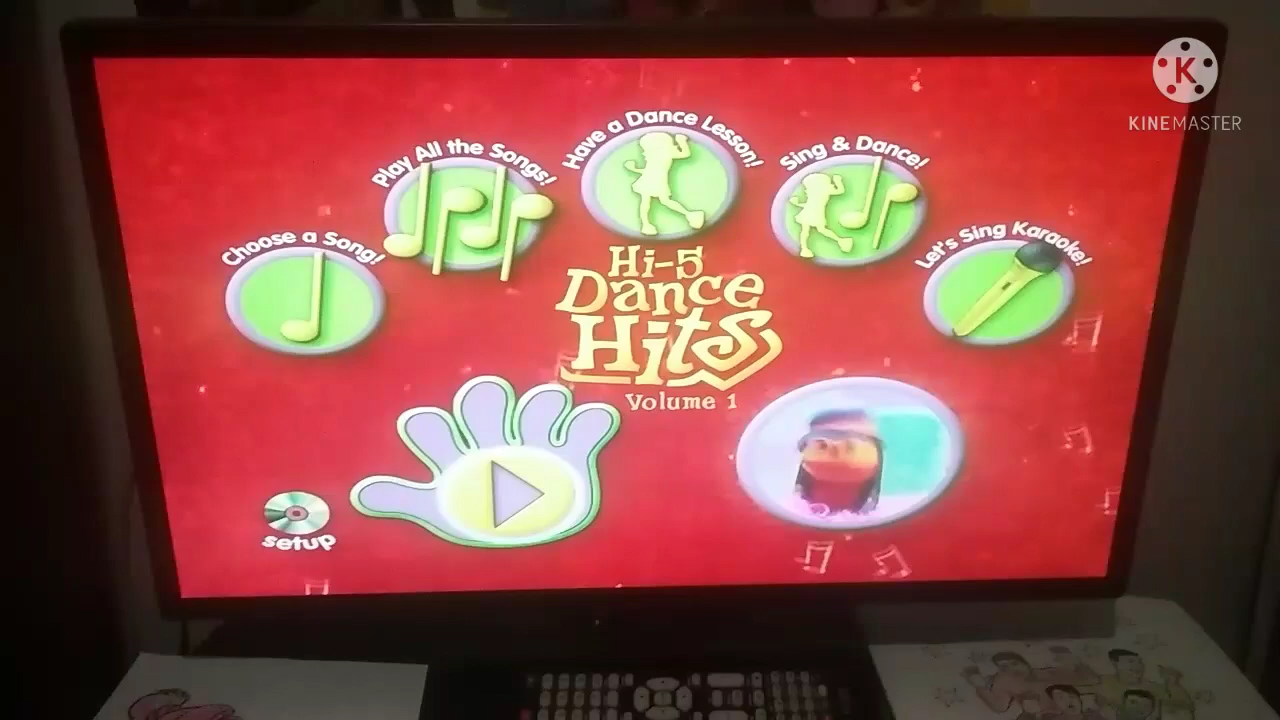 K
KINEMASTER
Have a Dance Lesson!
Play All the Songs!
Sing & Dance!
Choose a Song!
Let's Sing Karaoke!
Hi-5
Dance
Hits
Volume 1
setup